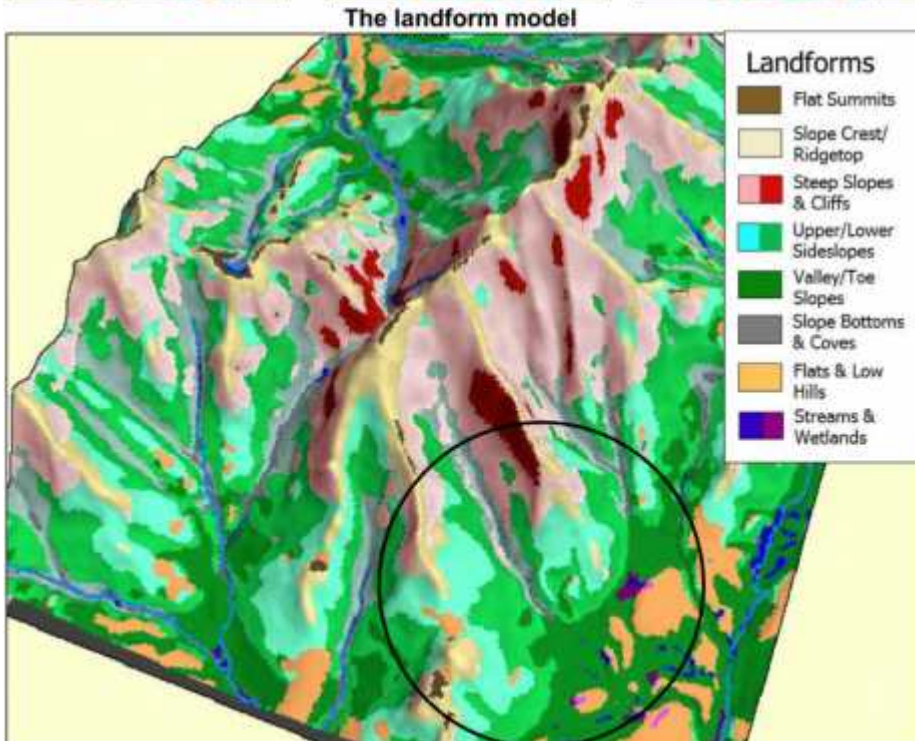 The landform model
Landforms
Flat Summits
Slope Crest/
Ridgetop
Steep Slopes
& Cliffs
Upper/Lower
Sideslopes
Valley/Toe
Slopes
Slope Bottoms
& Coves
Flats & Low
Hills
Streams &
Wetlands